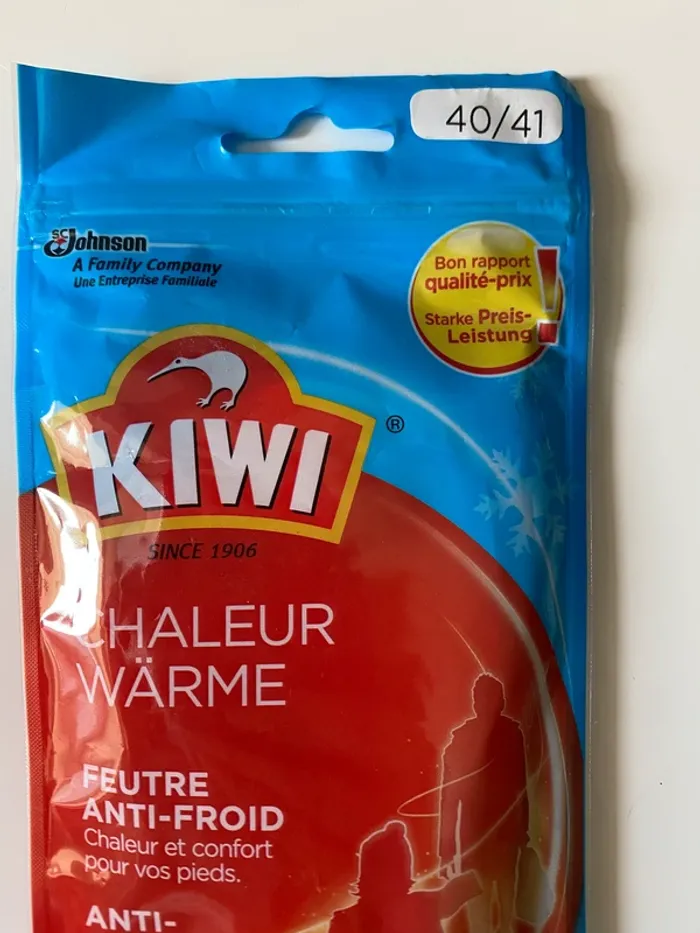 40/41
SC Johnson
A Family Company
Une Entreprise Familiale
Bon rapport
qualité-prix
Starke Preis-
Leistung
!
KIWI
®
SINCE 1906
CHALEUR
WÄRME
FEUTRE
ANTI-FROID
Chaleur et confort
pour vos pieds.
ANTI-